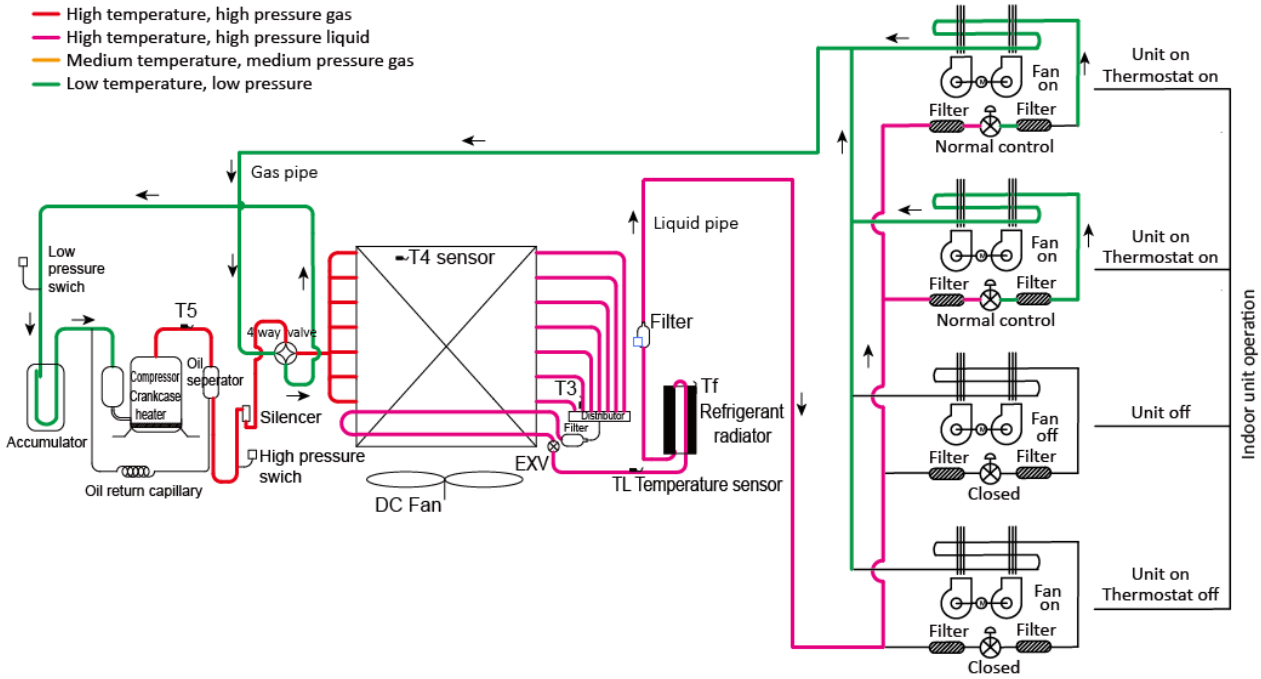 High temperature, high pressure gas
High temperature, high pressure liquid
Medium temperature, medium pressure gas
Low temperature, low pressure
Gas pipe
Low
pressure
swich
T5
4 way valve
T4 sensor
Liquid pipe
Filter
Compressor
Crankcase
heater
Oil
seperator
Silencer
Accumulator
High pressure
swich
Oil return capillary
T3
Distributor
Filter
EXV
DC Fan
Tf
Refrigerant
radiator
TL Temperature sensor
M
Fan
on
Filter
Filter
Normal control
Unit on
Thermostat on
M
Fan
on
Filter
Filter
Normal control
Unit on
Thermostat on
M
Fan
off
Filter
Filter
Closed
Unit off
M
Fan
on
Filter
Filter
Closed
Unit on
Thermostat off
Indoor unit operation